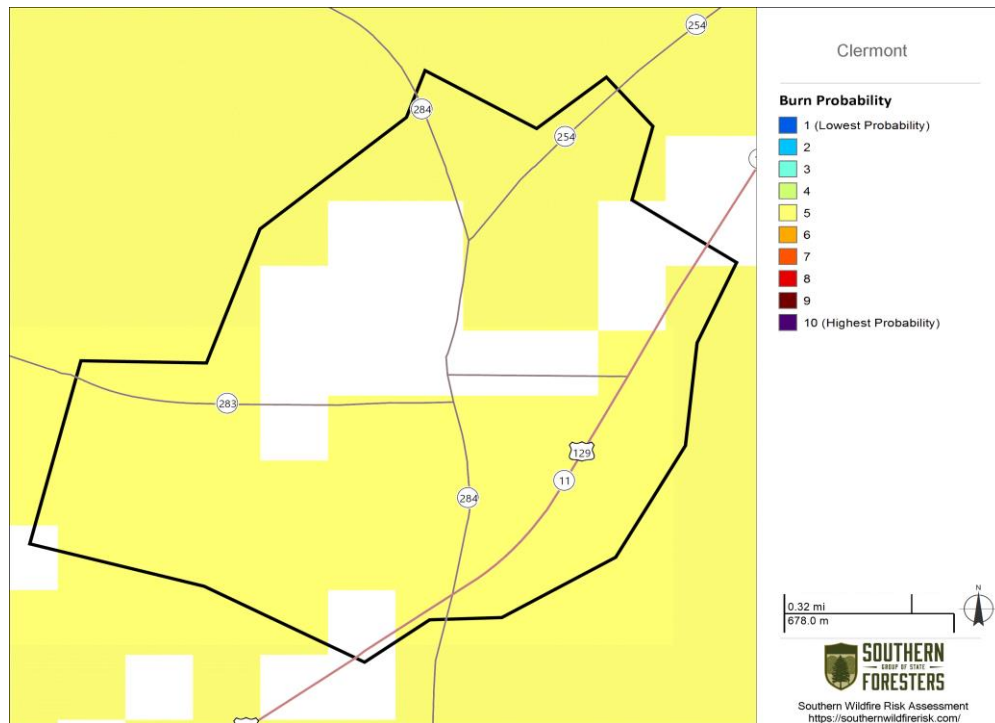 254
284
254
283
129
11
284
Clermont
Burn Probability
1 (Lowest Probability)
2
3
4
5
6
7
8
9
10 (Highest Probability)
0.32 mi
678.0 m
N
SOUTHERN
GROUP OF STATE
FORESTERS
Southern Wildfire Risk Assessment
https://southernwildfirerisk.com/